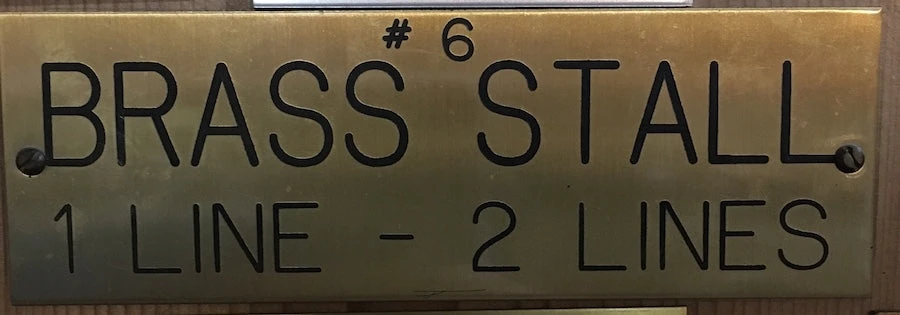 # 6
BRASS STALL
1 LINE - 2 LINES